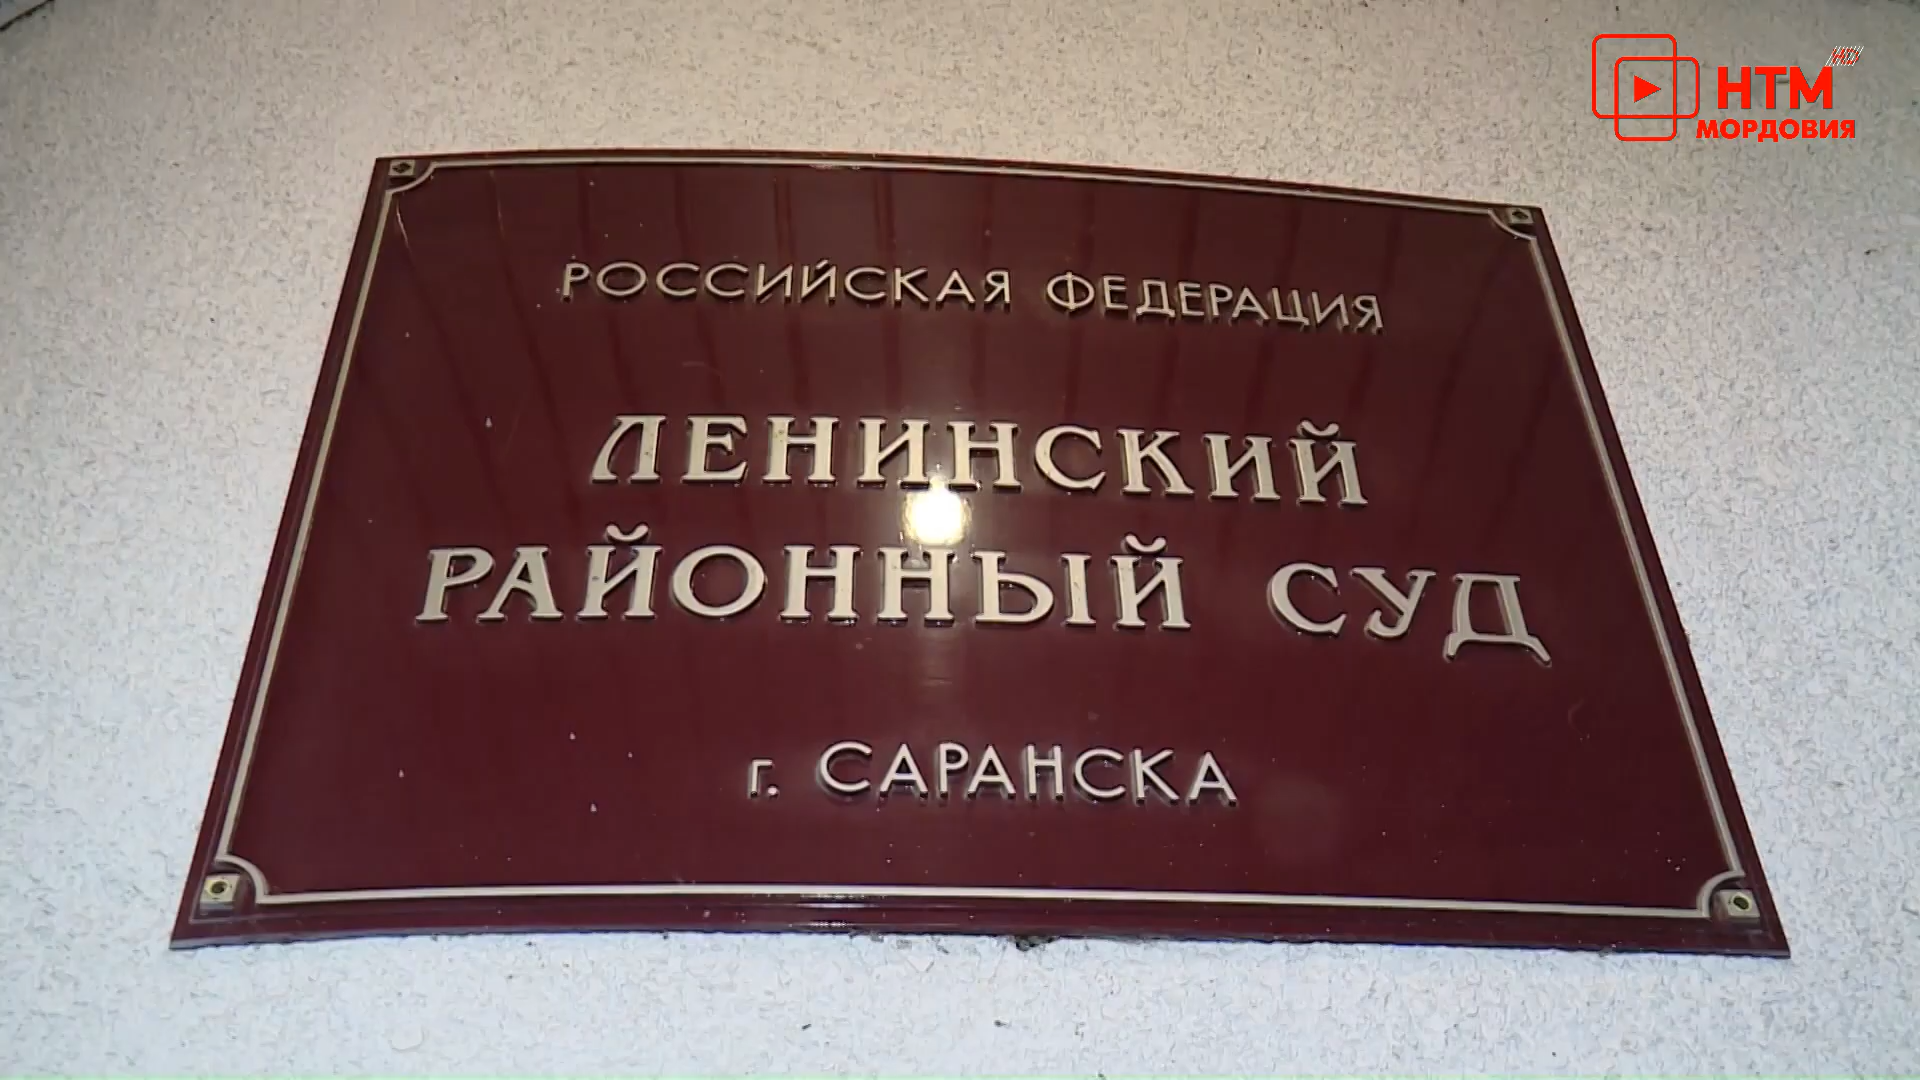 НТМ
МОРДОВИЯ
РОССИЙСКАЯ ФЕДЕРАЦИЯ
ЛЕНИНСКИЙ
РАЙОННЫЙ СУД
г. САРАНСКА